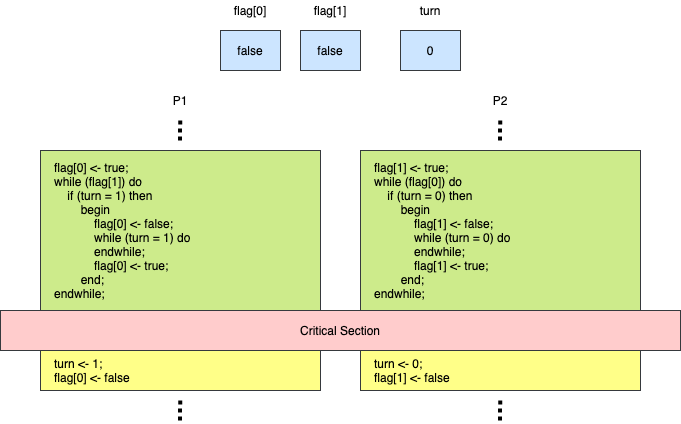 flag[0] flag[1] turn
false false 0
P1 P2
flag[0] <- true;
while (flag[1]) do
if (turn = 1) then
begin
flag[0] <- false;
while (turn = 1) do
endwhile;
flag[0] <- true;
end;
endwhile;
flag[1] <- true;
while (flag[0]) do
if (turn = 0) then
begin
flag[1] <- false;
while (turn = 0) do
endwhile;
flag[1] <- true;
end;
endwhile;
Critical Section
turn <- 1;
flag[0] <- false
turn <- 0;
flag[1] <- false